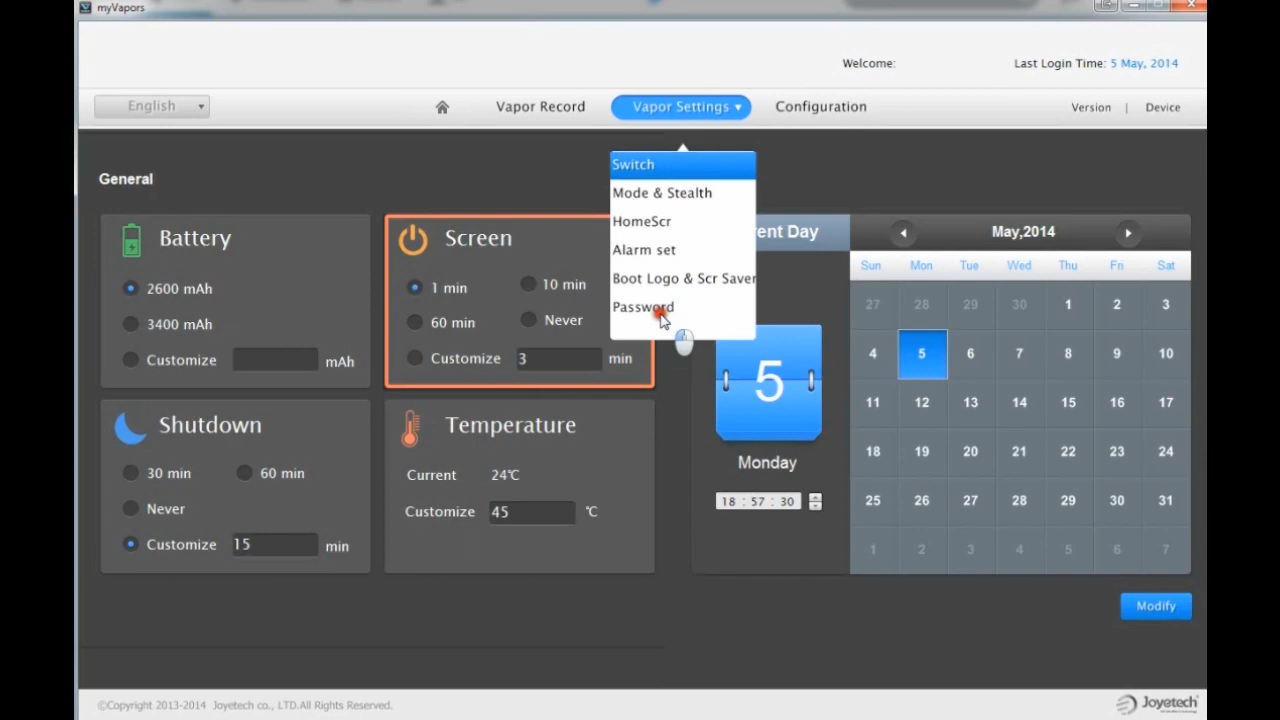 myVapors
Welcome:
Last Login Time: 5 May, 2014
English
Vapor Record
Vapor Settings
Configuration
Version | Device
General
Switch
Mode & Stealth
HomeScr
Alarm set
Boot Logo & Scr Saver
Password
Battery
2600 mAh
3400 mAh
Customize
mAh
Screen
1 min
10 min
60 min
Never
Customize 3 min
Shutdown
30 min
60 min
Never
Customize 15 min
Temperature
Current 24℃
Customize 45 ℃
ent Day
5
Monday
18 : 57 : 30
May,2014
Sun Mon Tue Wed Thu Fri Sat
27 28 29 30 1 2 3
4 5 6 7 8 9 10
11 12 13 14 15 16 17
18 19 20 21 22 23 24
25 26 27 28 29 30 31
1 2 3 4 5 6 7
Modify
©Copyright 2013-2014 Joyetech co., LTD.All Rights Reserved.
Joyetech